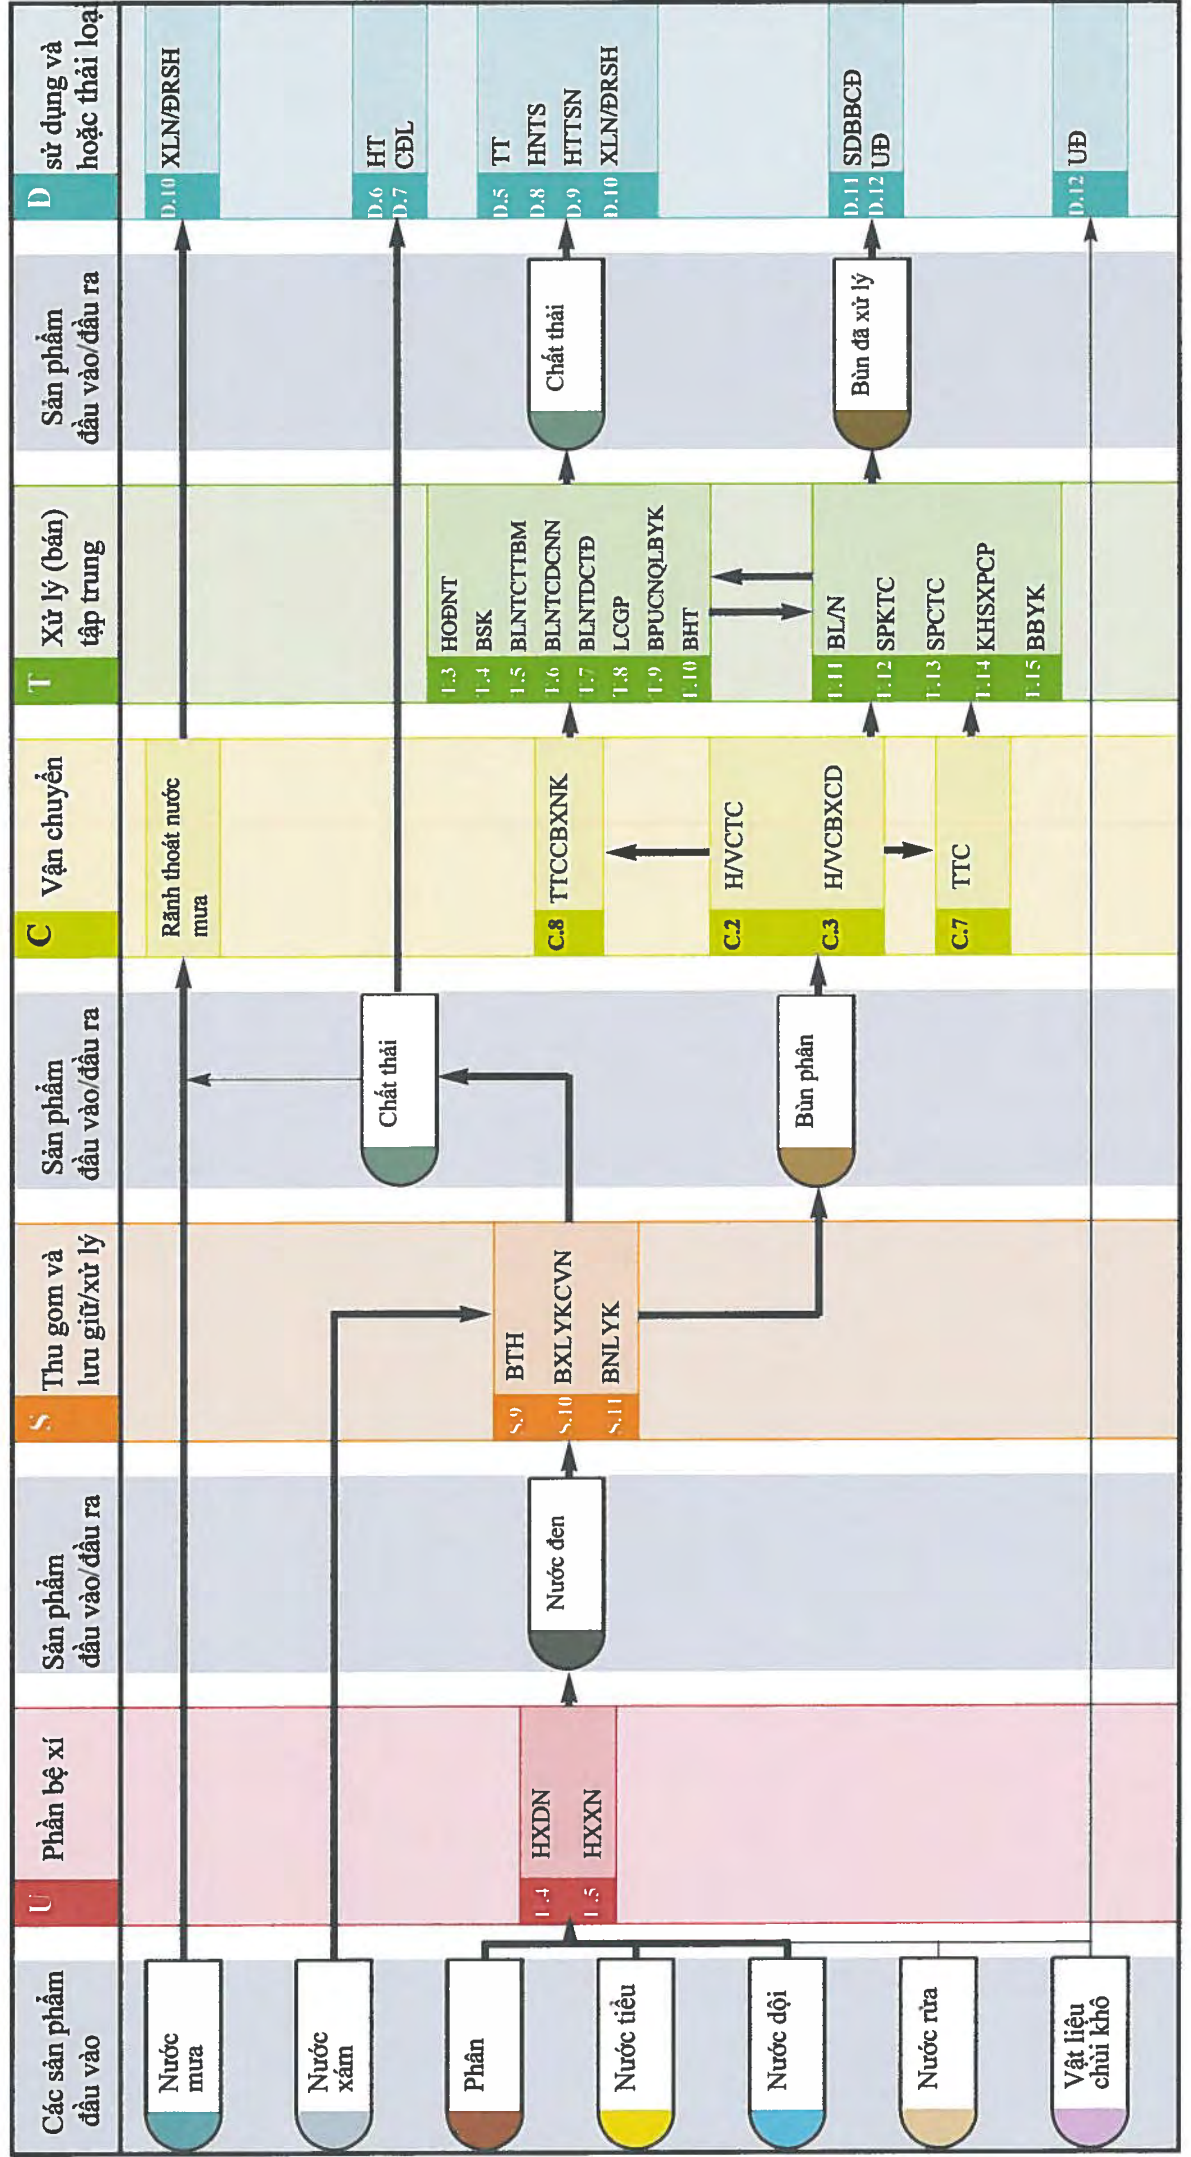 Các sản phẩm
đầu vào
U
Phần bệ xí
Sản phẩm
đầu vào/đầu ra
S
Thu gom và
lưu giữ/xử lý
Sản phẩm
đầu vào/đầu ra
C
Vận chuyển
T
Xử lý (bán)
tập trung
Sản phẩm
đầu vào/đầu ra
D
sử dụng và
hoặc thải loại
Nước
mưa
Rãnh thoát nước
mưa
D.10 XLN/ĐRSH
Nước
xám
Chất thải
D.6 HT
D.7 CĐL
Phân
Nước tiểu
Nước dội
Nước rửa
Vật liệu
chùi khô
U.4 HXDN
U.5 HXXN
Nước đen
S.9 BTH
S.10 BXLYKCVN
S.11 BNLYK
Bùn phân
C.8 TTCCBXNK
C.2 H/VCTC
C.3 H/VCBXCD
C.7 TTC
T.3 HOĐNT
T.4 BSK
T.5 BLNTCTTBM
T.6 BLNTCDCNN
T.7 BLNTDCTĐ
T.8 LCGP
T.9 BPUCNQLBYK
T.10 BHT
T.11 BL/N
T.12 SPKTC
T.13 SPCTC
T.14 KHSXPCP
T.15 BBYK
Chất thải
Bùn đã xử lý
D.5 TT
D.8 HNTS
D.9 HTTSN
D.10 XLN/ĐRSH
D.11 SDBBCĐ
D.12 UĐ
D.12 UĐ